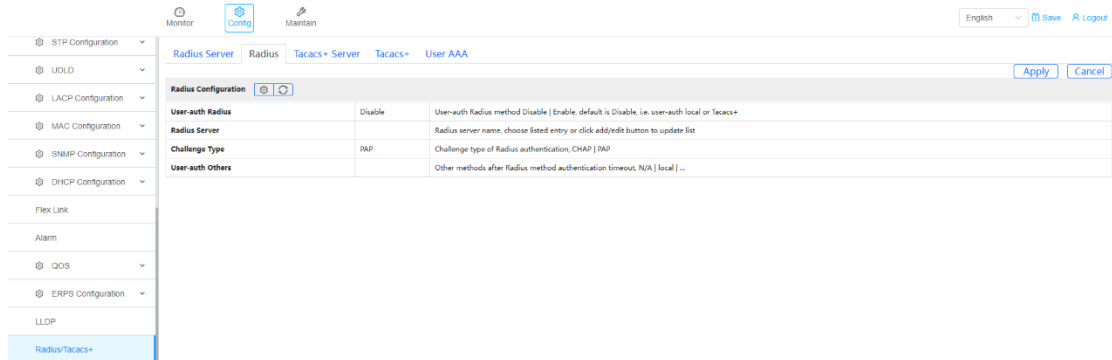 Monitor
Config
Maintain
English
Save
Logout
STP Configuration
UDLD
LACP Configuration
MAC Configuration
SNMP Configuration
DHCP Configuration
Flex Link
Alarm
QOS
ERPS Configuration
LLDP
Radius/Tacacs+
Radius Server Radius Tacacs+ Server Tacacs+ User AAA
Apply Cancel
Radius Configuration
User-auth Radius Disable User-auth Radius method Disable | Enable, default is Disable, i.e. user-auth local or Tacacs+
Radius Server Radius server name, choose listed entry or click add/edit button to update list
Challenge Type PAP Challenge type of Radius authentication, CHAP | PAP
User-auth Others Other methods after Radius method authentication timeout, N/A | local | ...